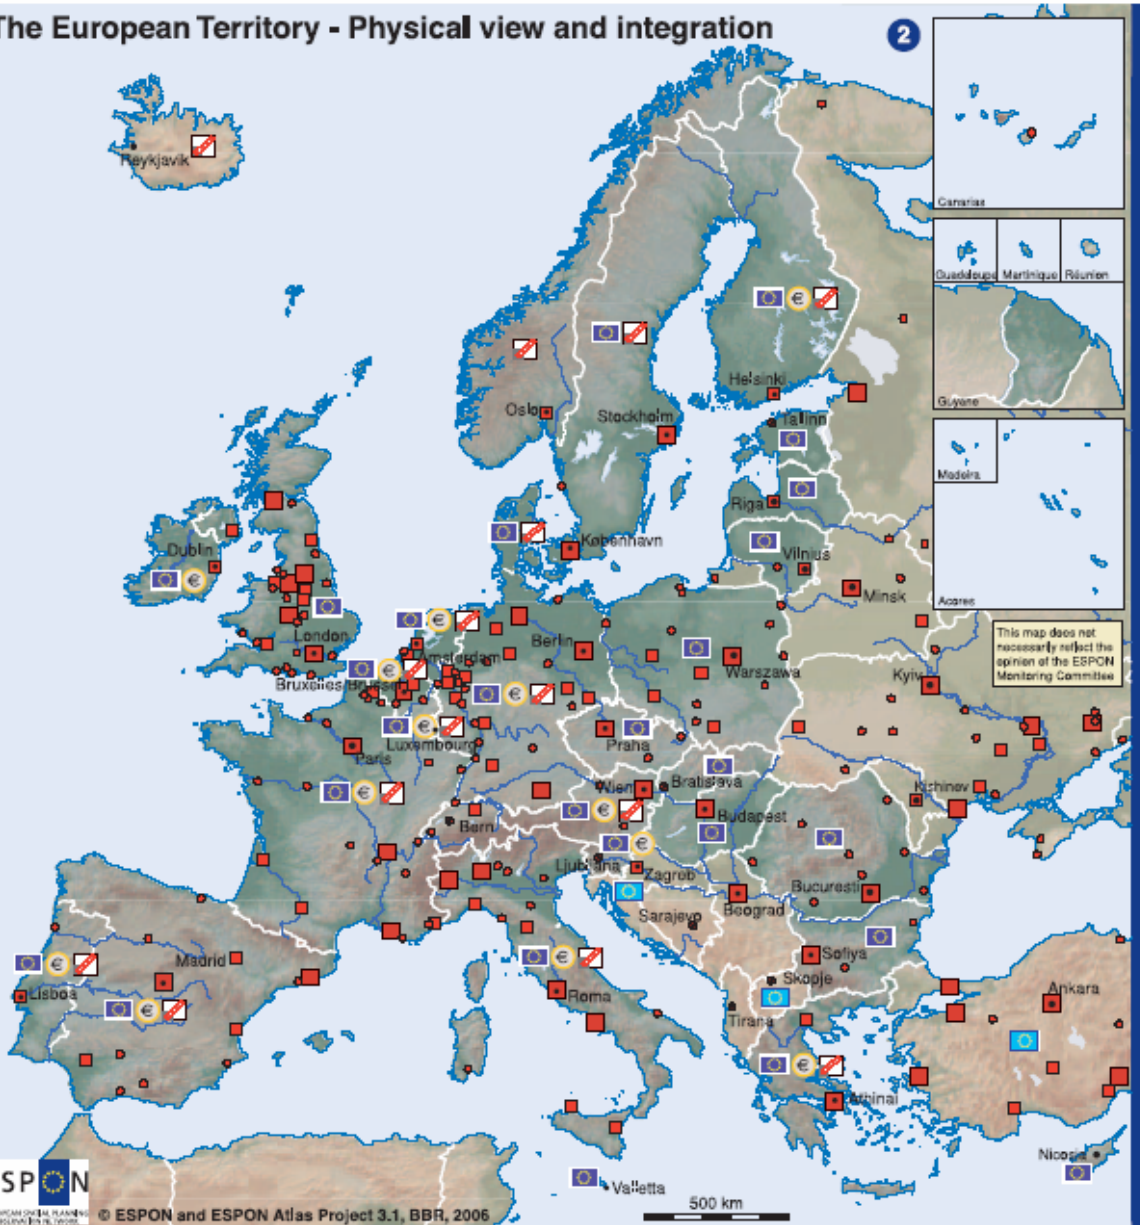 The European Territory - Physical view and integration
2
Reykjavik
Canarias
Guadeloupe
Martinique
Réunion
Guyane
Helsinki
Oslo
Stockholm
Tallinn
Madeira
Riga
Dublin
København
Vilnius
Minsk
Acores
London
Berlin
This map does not
necessarily reflect the
opinion of the ESPON
Monitoring Committee
Amsterdam
Warszawa
Kyiv
Bruxelles/Brussel
Luxembourg
Praha
Paris
Wien
Bratislava
Kishinev
Bern
Budapest
Ljubljana
Zagreb
Bucuresti
Beograd
Sarajevo
Madrid
Sofiya
Lisboa
Skopje
Ankara
Roma
Tirana
Athinai
Nicosia
Valletta
SP N
500 km
© ESPON and ESPON Atlas Project 3.1, BBR, 2006